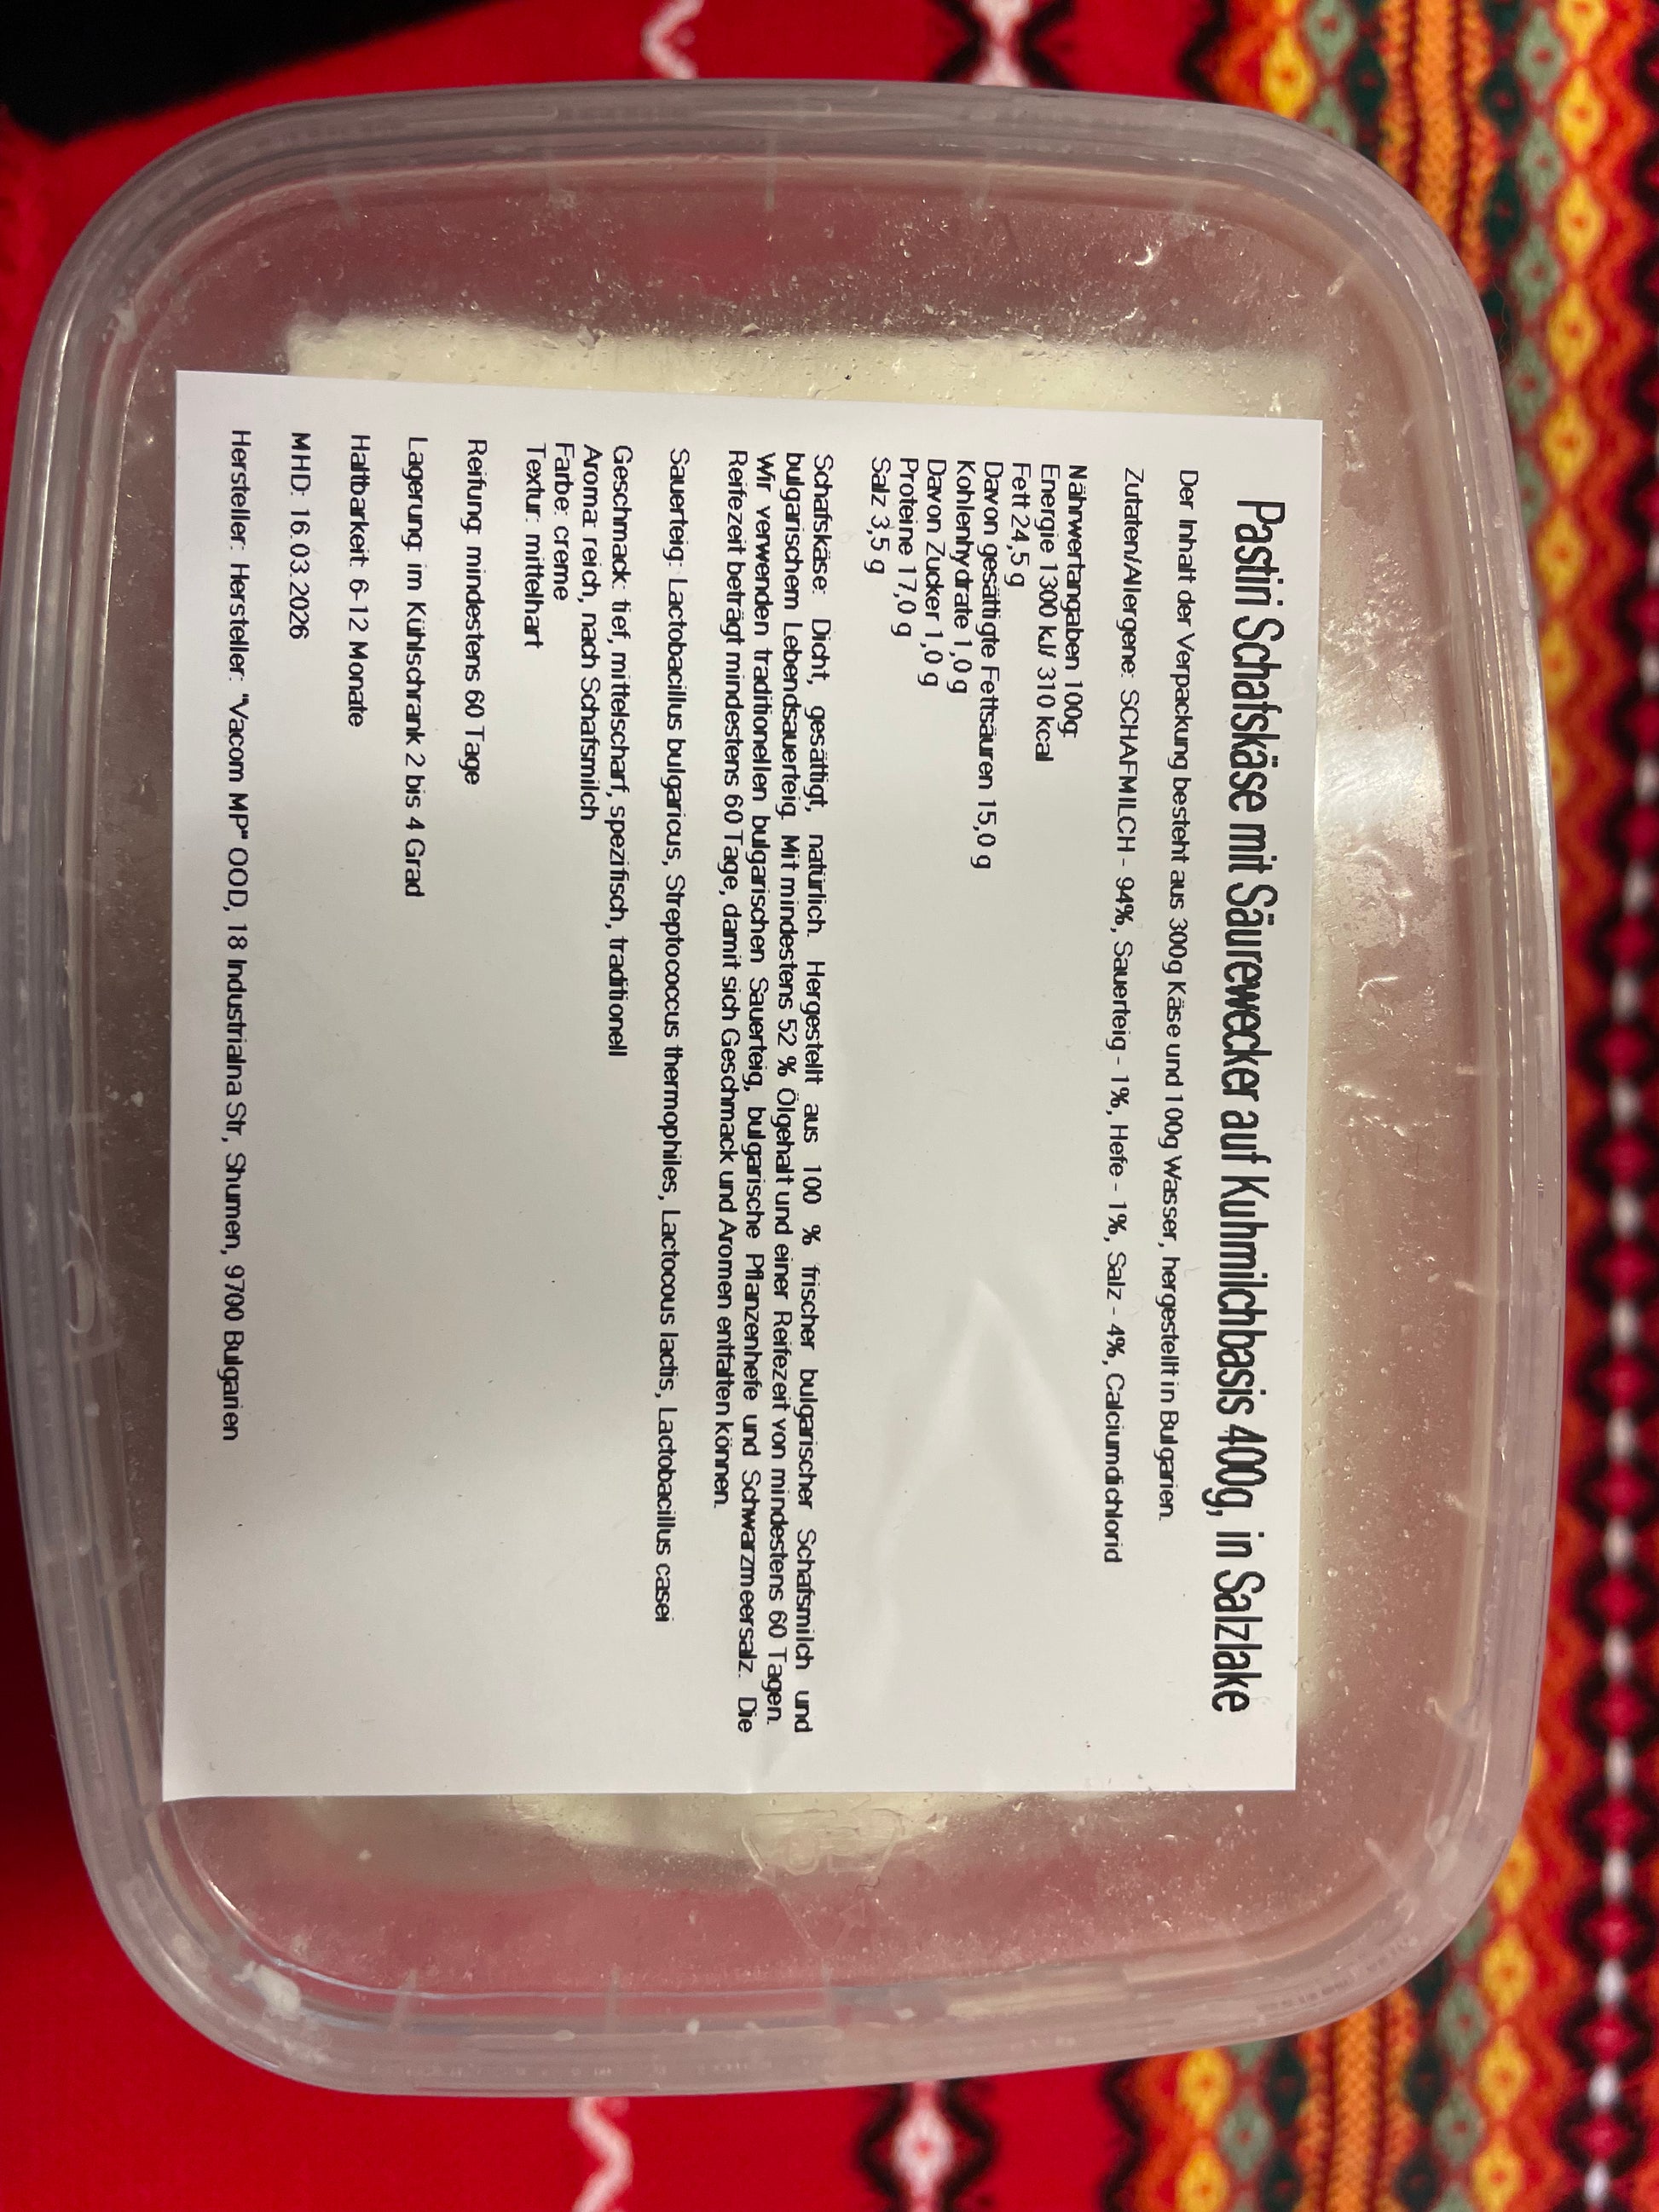 Pastiri Schafskäse mit Säurewecker auf Kuhmilchbasis 400g, in Salzlake
Der Inhalt der Verpackung besteht aus 300g Käse und 100g Wasser, hergestellt in Bulgarien.
Zutaten/Allergene: SCHAFMILCH - 94%, Sauerteig - 1%, Hefe - 1%, Salz - 4%, Calciumdichlorid
Nährwertangaben 100g:
Energie 1300 kJ/ 310 kcal
Fett 24,5 g
Davon gesättigte Fettsäuren 15,0 g
Kohlenhydrate 1,0 g
Davon Zucker 1,0 g
Proteine 17,0 g
Salz 3,5 g
Schafskäse: Dicht, gesättigt, natürlich. Hergestellt aus 100 % frischer bulgarischer Schafsmilch und
bulgarischem Lebendsauerteig. Mit mindestens 52 % Ölgehalt und einer Reifezeit von mindestens 60 Tagen.
Wir verwenden traditionellen bulgarischen Sauerteig, bulgarische Pflanzenhefe und Schwarzmeersalz. Die
Reifezeit beträgt mindestens 60 Tage, damit sich Geschmack und Aromen entfalten können.
Sauerteig: Lactobacillus bulgaricus, Streptococcus thermophiles, Lactocous lactis, Lactobacillus casei
Geschmack: tief, mittelscharf, spezifisch, traditionell
Aroma: reich, nach Schafsmilch
Farbe: creme
Textur: mittelhart
Reifung: mindestens 60 Tage
Lagerung: im Kühlschrank 2 bis 4 Grad
Haltbarkeit: 6-12 Monate
MHD: 16.03.2026
Hersteller: Hersteller: "Vacom MP" OOD, 18 Industrialna Str, Shumen, 9700 Bulgarien